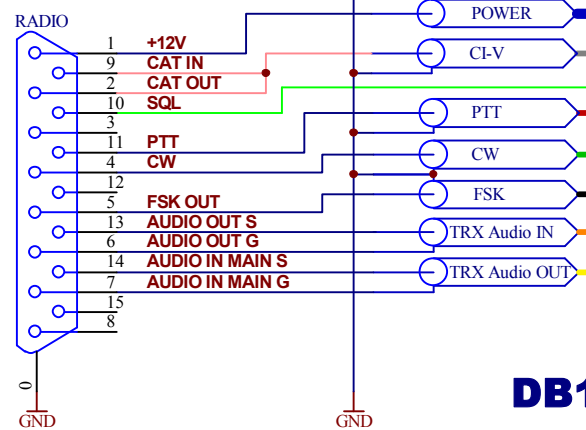 RADIO
1 +12V POWER
9 CAT IN
2 CAT OUT CI-V
10 SQL
3 PTT
11 PTT
4 CW CW
12
5 FSK OUT FSK
13 AUDIO OUT S TRX Audio IN
6 AUDIO OUT G
14 AUDIO IN MAIN S TRX Audio OUT
7 AUDIO IN MAIN G
15
8
0
DB1
GND GND